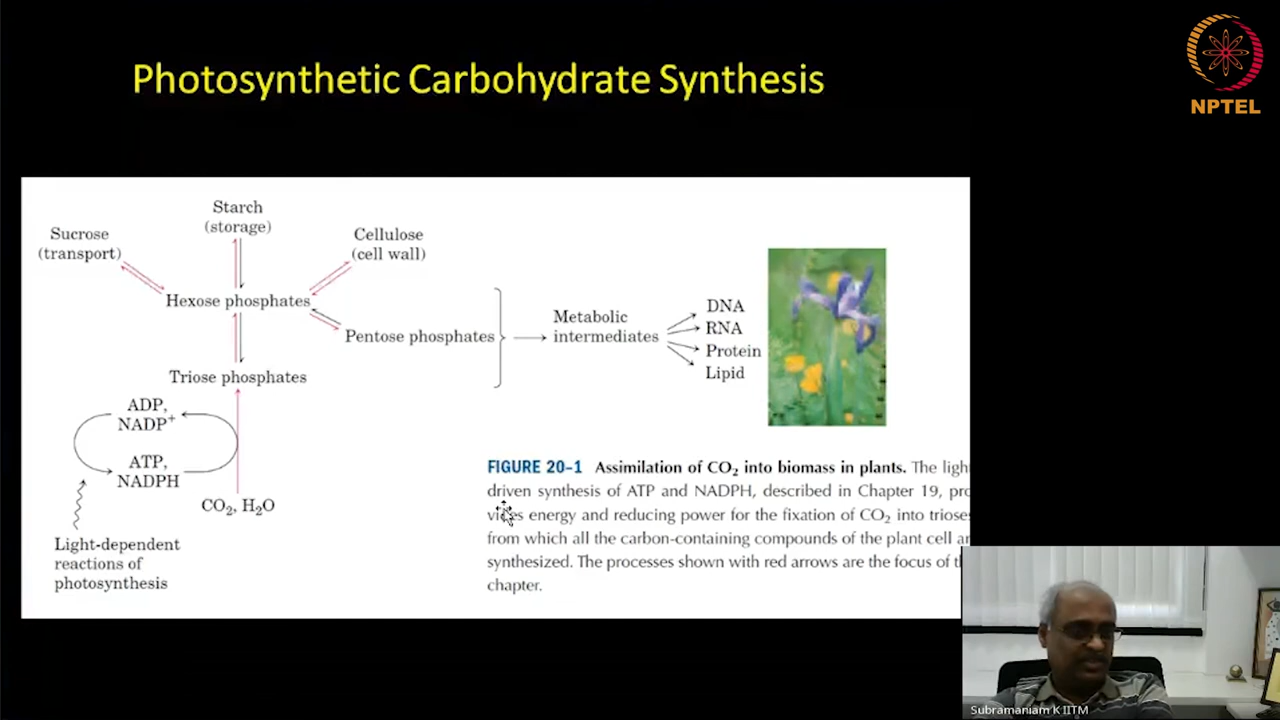 Photosynthetic Carbohydrate Synthesis
NPTEL
Starch
(storage)
Sucrose
(transport)
Cellulose
(cell wall)
Hexose phosphates
Pentose phosphates
Metabolic
intermediates
DNA
RNA
Protein
Lipid
Triose phosphates
ADP,
NADP+
ATP,
NADPH
CO2, H2O
Light-dependent
reactions of
photosynthesis
FIGURE 20–1 Assimilation of CO2 into biomass in plants. The light
driven synthesis of ATP and NADPH, described in Chapter 19, pro
vides energy and reducing power for the fixation of CO2 into trioses
from which all the carbon-containing compounds of the plant cell ar
synthesized. The processes shown with red arrows are the focus of th
chapter.
Subramaniam K IITM